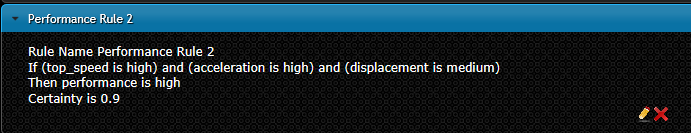 Performance Rule 2
Rule Name Performance Rule 2
If (top_speed is high) and (acceleration is high) and (displacement is medium)
Then performance is high
Certainty is 0.9